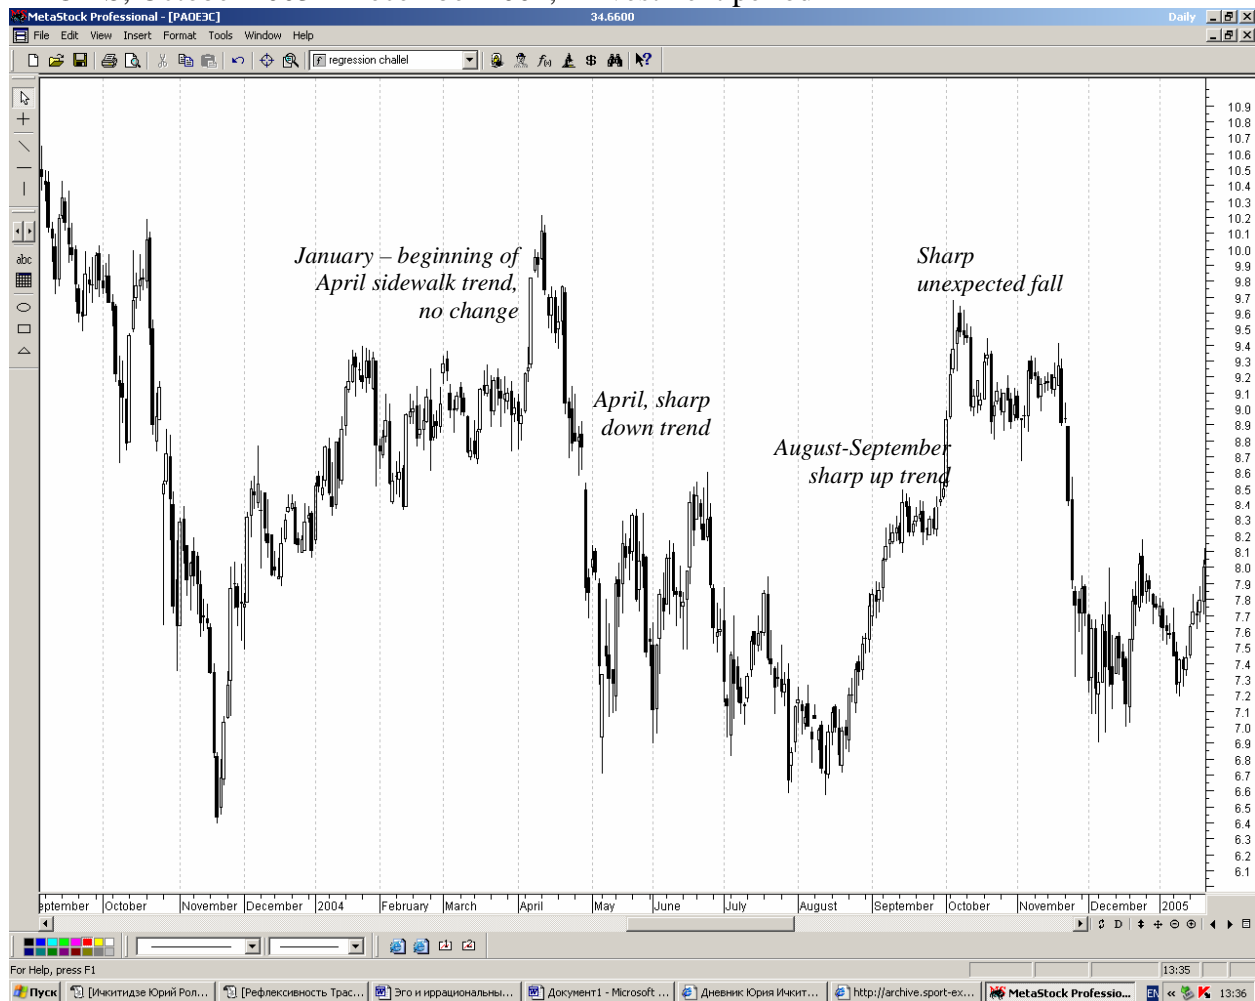 MetaStock Professional - [РАОЕЭС] 34.6600 Daily
File Edit View Insert Format Tools Window Help
regression challel
10.9
10.8
10.7
10.6
10.5
10.4
10.3
10.2
10.1
10.0
9.9
9.8
9.7
9.6
9.5
9.4
9.3
9.2
9.1
9.0
8.9
8.8
8.7
8.6
8.5
8.4
8.3
8.2
8.1
8.0
7.9
7.8
7.7
7.6
7.5
7.4
7.3
7.2
7.1
7.0
6.9
6.8
6.7
6.6
6.5
6.4
6.3
6.2
6.1
abc
January – beginning of
April sidewalk trend,
no change
April, sharp
down trend
August-September
sharp up trend
Sharp
unexpected fall
eptember October November December 2004 February March April May June July August September October November December 2005
D
For Help, press F1
13:35
Пуск [Ичкитидзе Юрий Рол... [Рефлексивность Трас... Эго и иррациональны... Документ1 - Microsoft ... Дневник Юрия Ичкит... http://archive.sport-ex... MetaStock Professio... EN 13:36